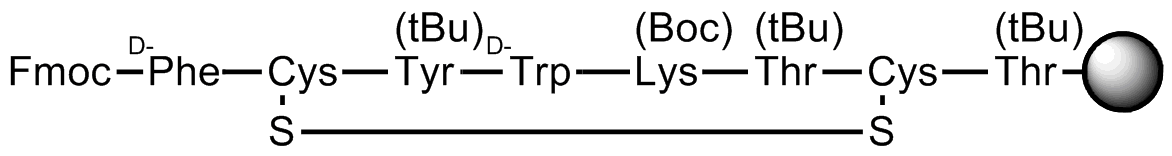 (tBu) (Boc) (tBu) (tBu)
Fmoc–D-Phe–Cys–Tyr–D-Trp–Lys–Thr–Cys–Thr
S S